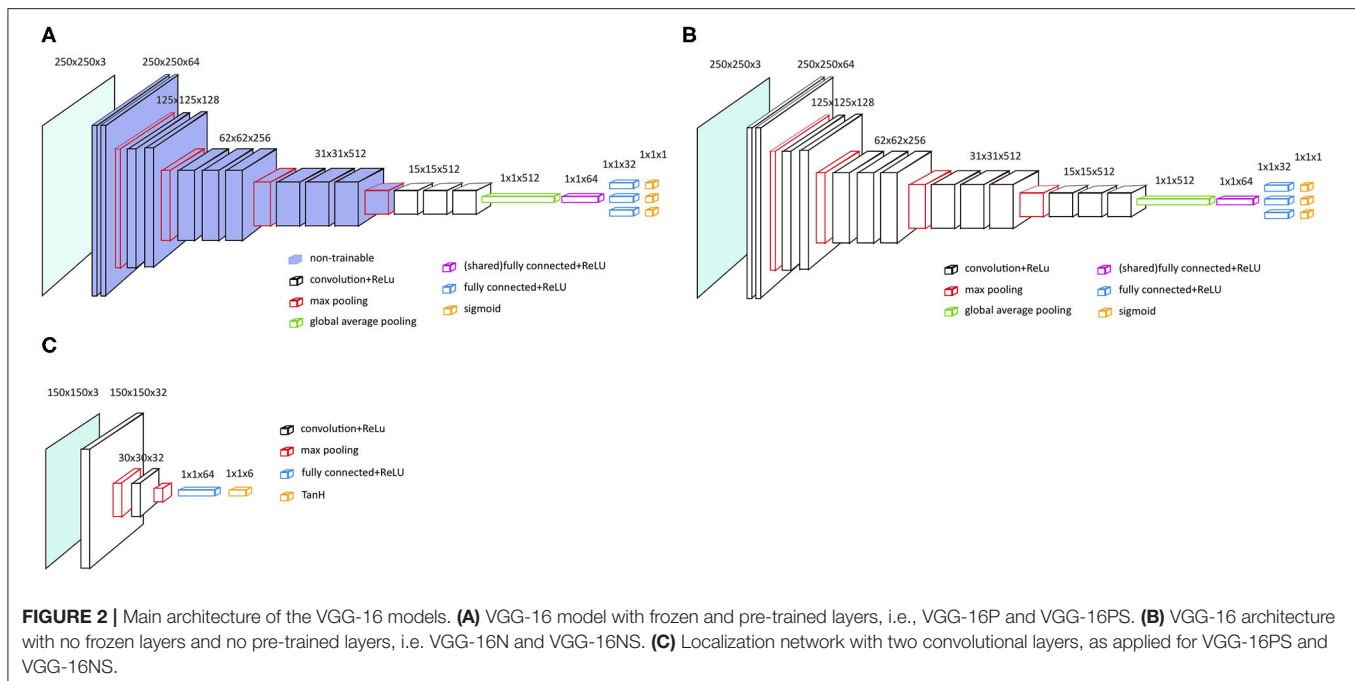 A
250x250x3
250x250x64
125x125x128
62x62x256
31x31x512
15x15x512
1x1x512
1x1x64
1x1x32
1x1x1
non-trainable
convolution+ReLu
max pooling
global average pooling
(shared)fully connected+ReLU
fully connected+ReLU
sigmoid
B
250x250x3
250x250x64
125x125x128
62x62x256
31x31x512
15x15x512
1x1x512
1x1x64
1x1x32
1x1x1
convolution+ReLu
max pooling
global average pooling
(shared)fully connected+ReLU
fully connected+ReLU
sigmoid
C
150x150x3
150x150x32
30x30x32
1x1x64
1x1x6
convolution+ReLu
max pooling
fully connected+ReLU
TanH
FIGURE 2 | Main architecture of the VGG-16 models. (A) VGG-16 model with frozen and pre-trained layers, i.e., VGG-16P and VGG-16PS. (B) VGG-16 architecture
with no frozen layers and no pre-trained layers, i.e. VGG-16N and VGG-16NS. (C) Localization network with two convolutional layers, as applied for VGG-16PS and
VGG-16NS.